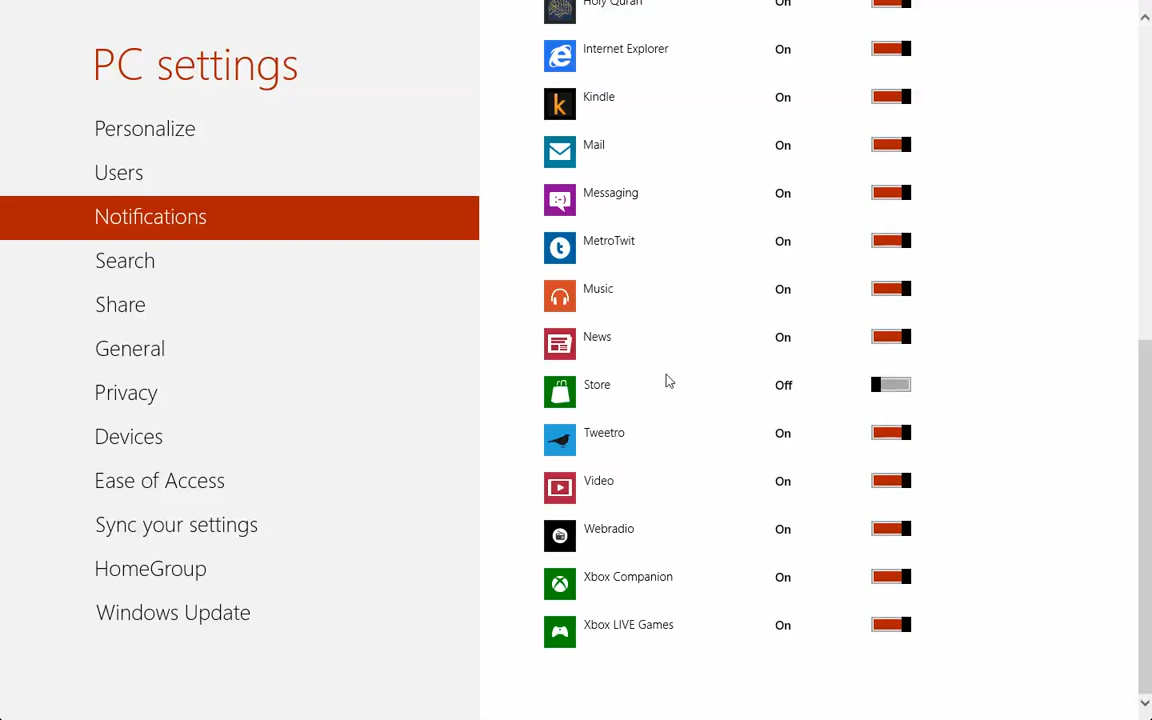 PC settings
Personalize
Users
Notifications
Search
Share
General
Privacy
Devices
Ease of Access
Sync your settings
HomeGroup
Windows Update
Holy Quran On
Internet Explorer On
Kindle On
Mail On
Messaging On
MetroTwit On
Music On
News On
Store Off
Tweetro On
Video On
Webradio On
Xbox Companion On
Xbox LIVE Games On